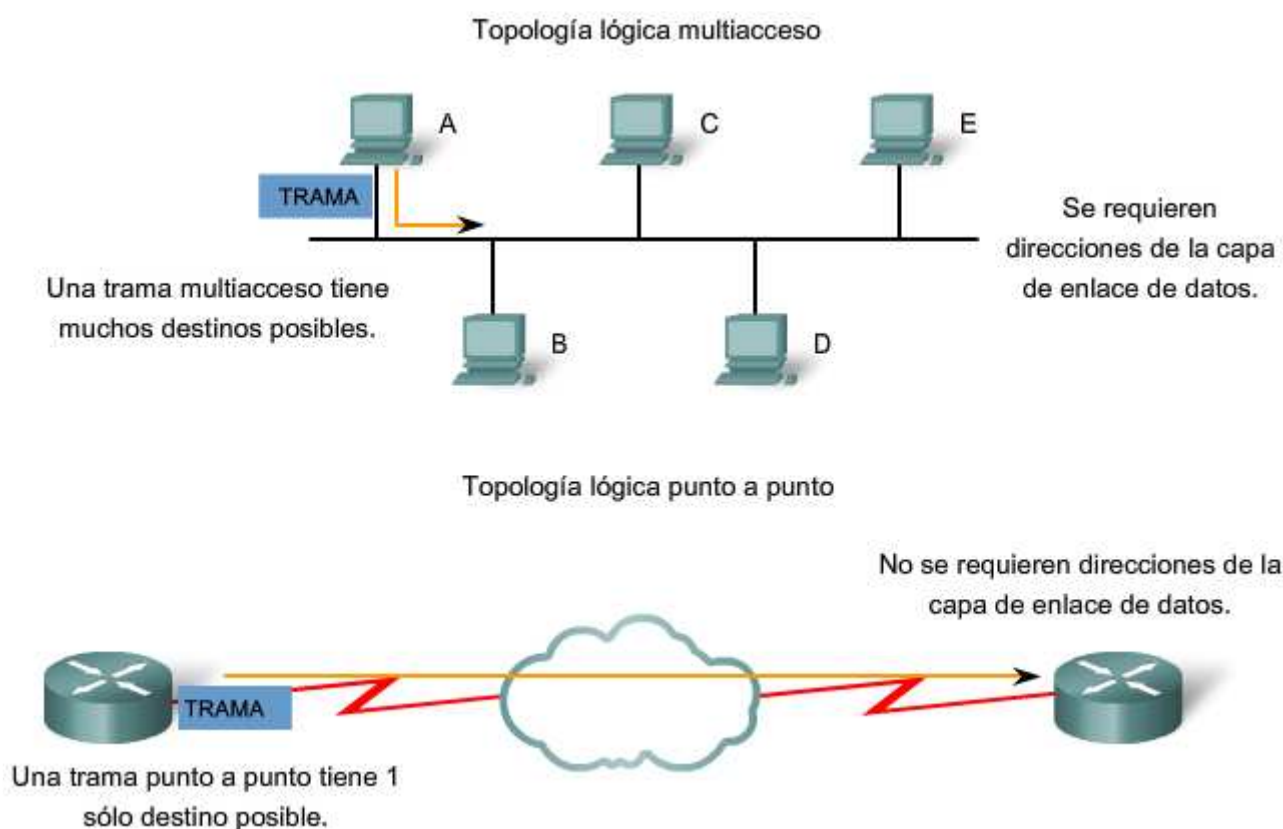 Topología lógica multiacceso
A
C
E
TRAMA
Se requieren
direcciones de la capa
de enlace de datos.
Una trama multiacceso tiene
muchos destinos posibles.
B
D
Topología lógica punto a punto
No se requieren direcciones de la
capa de enlace de datos.
TRAMA
Una trama punto a punto tiene 1
sólo destino posible.